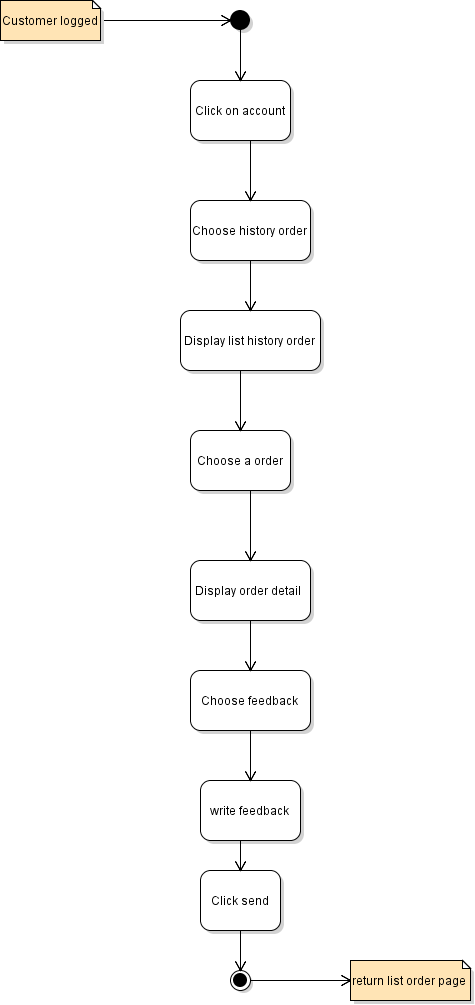 Customer logged
Click on account
Choose history order
Display list history order
Choose a order
Display order detail
Choose feedback
write feedback
Click send
return list order page